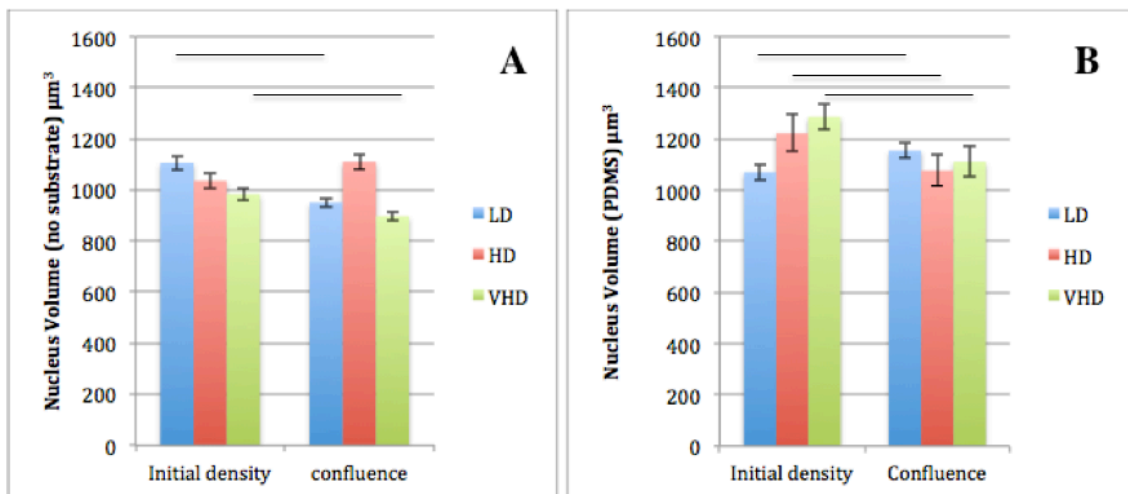 A
Nucleus Volume (no substrate) μm³
1600
1400
1200
1000
800
600
400
200
0
Initial density
confluence
LD
HD
VHD
B
Nucleus Volume (PDMS) μm³
1600
1400
1200
1000
800
600
400
200
0
Initial density
Confluence
LD
HD
VHD